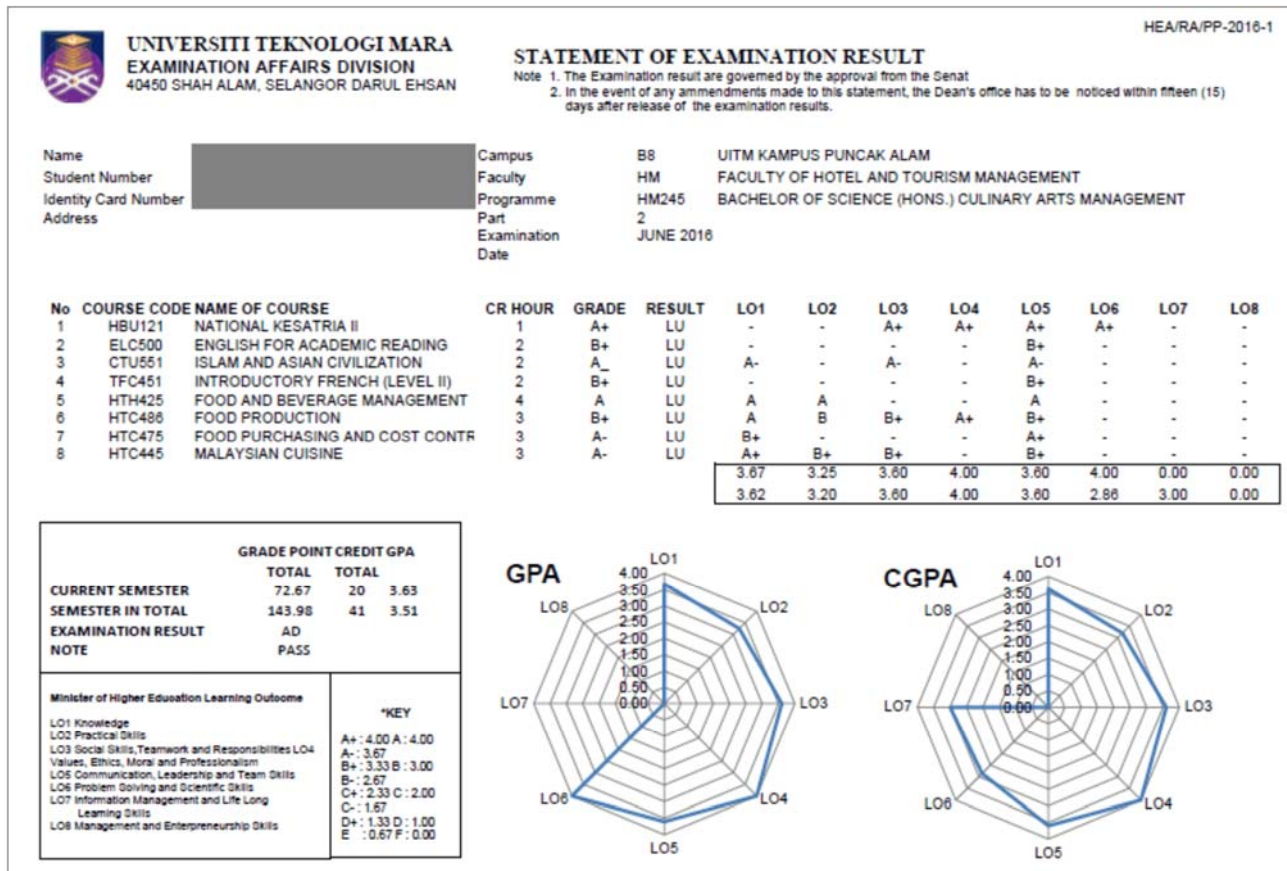 HEA/RA/PP-2016-1
UNIVERSITI TEKNOLOGI MARA
EXAMINATION AFFAIRS DIVISION
40450 SHAH ALAM, SELANGOR DARUL EHSAN
STATEMENT OF EXAMINATION RESULT
Note 1. The Examination result are governed by the approval from the Senat
2. In the event of any ammendments made to this statement, the Dean's office has to be noticed within fifteen (15)
days after release of the examination results.
Name
Student Number
Identity Card Number
Address
Campus B8 UITM KAMPUS PUNCAK ALAM
Faculty HM FACULTY OF HOTEL AND TOURISM MANAGEMENT
Programme HM245 BACHELOR OF SCIENCE (HONS.) CULINARY ARTS MANAGEMENT
Part 2
Examination JUNE 2016
Date
No COURSE CODE NAME OF COURSE CR HOUR GRADE RESULT LO1 LO2 LO3 LO4 LO5 LO6 LO7 LO8
1 HBU121 NATIONAL KESATRIA II 1 A+ LU - - A+ A+ A+ A+ - -
2 ELC500 ENGLISH FOR ACADEMIC READING 2 B+ LU - - - - B+ - - -
3 CTU551 ISLAM AND ASIAN CIVILIZATION 2 A_ LU A- - A- - A- - - -
4 TFC451 INTRODUCTORY FRENCH (LEVEL II) 2 B+ LU - - - - B+ - - -
5 HTH425 FOOD AND BEVERAGE MANAGEMENT 4 A LU A A - - A - - -
6 HTC486 FOOD PRODUCTION 3 B+ LU A B B+ A+ B+ - - -
7 HTC475 FOOD PURCHASING AND COST CONTR 3 A- LU B+ - - - A+ - - -
8 HTC445 MALAYSIAN CUISINE 3 A- LU A+ B+ B+ - B+ - - -
3.67 3.25 3.60 4.00 3.60 4.00 0.00 0.00
3.62 3.20 3.60 4.00 3.60 2.86 3.00 0.00
GRADE POINT CREDIT GPA
TOTAL TOTAL
CURRENT SEMESTER 72.67 20 3.63
SEMESTER IN TOTAL 143.98 41 3.51
EXAMINATION RESULT AD
NOTE PASS
Minister of Higher Education Learning Outcome
LO1 Knowledge
LO2 Practical Skills
LO3 Social Skills,Teamwork and Responsibilities LO4
Values, Ethics, Moral and Professionalism
LO5 Communication, Leadership and Team Skills
LO6 Problem Solving and Scientific Skills
LO7 Information Management and Life Long
Learning Skills
LO8 Management and Enterpreneurship Skills
*KEY
A+ : 4.00 A : 4.00
A- : 3.67
B+ : 3.33 B : 3.00
B- : 2.67
C+ : 2.33 C : 2.00
C- : 1.67
D+ : 1.33 D : 1.00
E : 0.67 F : 0.00
GPA
LO1
LO2
LO3
LO4
LO5
LO6
LO7
LO8
4.00
3.50
3.00
2.50
2.00
1.50
1.00
0.50
0.00
CGPA
LO1
LO2
LO3
LO4
LO5
LO6
LO7
LO8
4.00
3.50
3.00
2.50
2.00
1.50
1.00
0.50
0.00